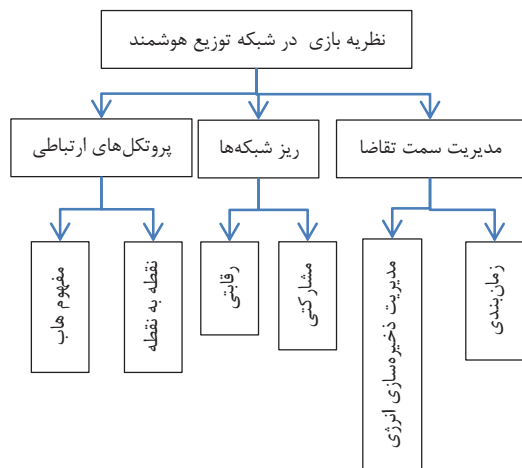 نظریه بازی در شبکه توزیع هوشمند
مدیریت سمت تقاضا
ریز شبکه‌ها
پروتکل‌های ارتباطی
زمان‌بندی
مدیریت ذخیره‌سازی انرژی
مشارکتی
رقابتی
نقطه به نقطه
مفهوم هاب